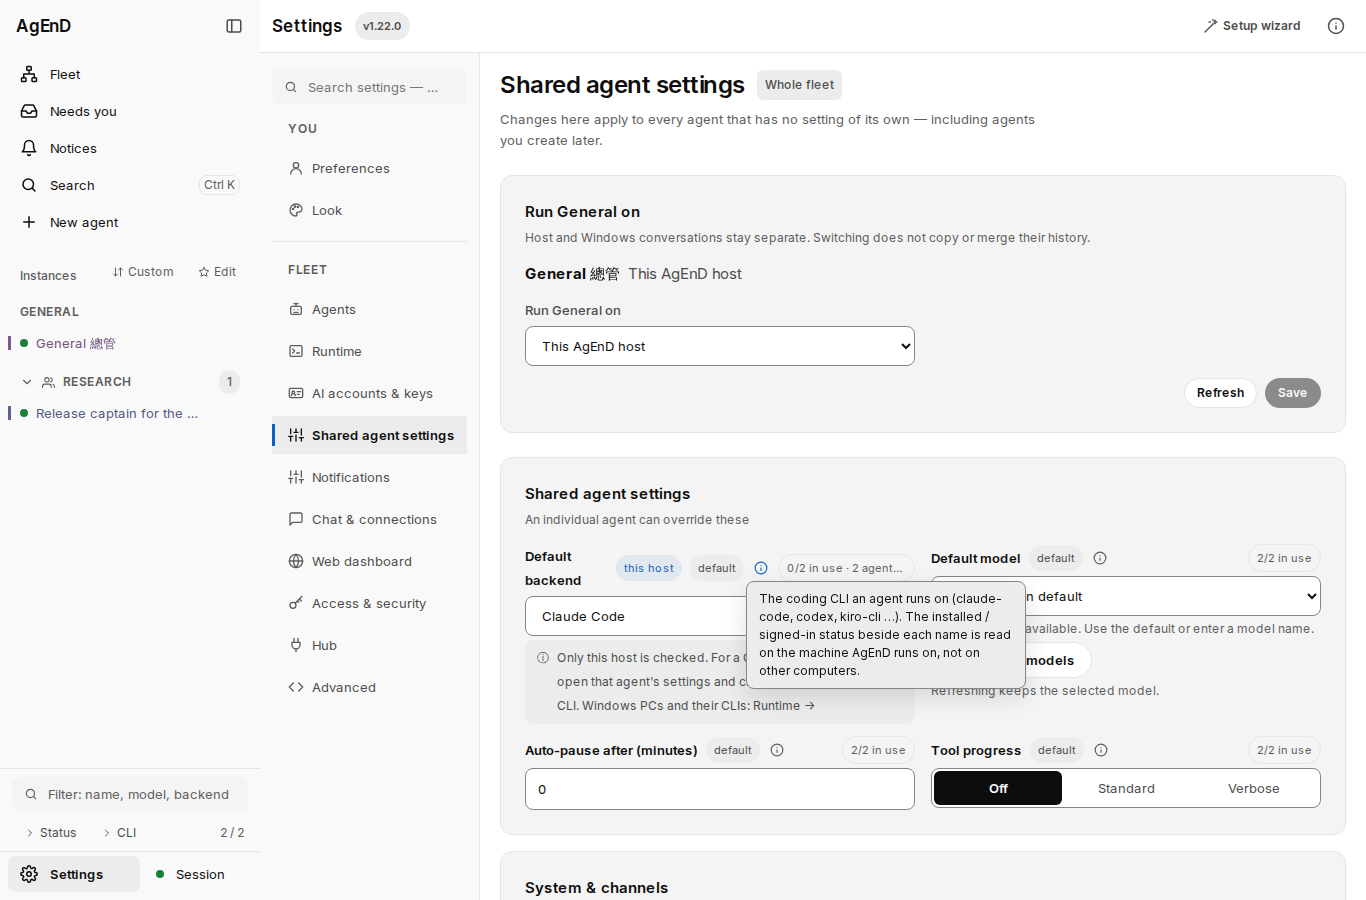 AgEnD
Fleet
Needs you
Notices
Search
Ctrl K
New agent
Instances
Custom
Edit
GENERAL
General 總管
RESEARCH
1
Release captain for the ...
Filter: name, model, backend
Status
CLI
2 / 2
Settings
Session
Settings
v1.22.0
Setup wizard
Search settings — ...
YOU
Preferences
Look
FLEET
Agents
Runtime
AI accounts & keys
Shared agent settings
Notifications
Chat & connections
Web dashboard
Access & security
Hub
Advanced
Shared agent settings
Whole fleet
Changes here apply to every agent that has no setting of its own — including agents
you create later.
Run General on
Host and Windows conversations stay separate. Switching does not copy or merge their history.
General 總管 This AgEnD host
Run General on
This AgEnD host
Refresh
Save
Shared agent settings
An individual agent can override these
Default
backend
this host
default
0/2 in use · 2 agent...
Claude Code
Only this host is checked. For a
open that agent's settings and
CLI. Windows PCs and their CLIs: Runtime →
The coding CLI an agent runs on (claude-
code, codex, kiro-cli ...). The installed /
signed-in status beside each name is read
on the machine AgEnD runs on, not on
other computers.
Default model
default
2/2 in use
default
available. Use the default or enter a model name.
models
Refreshing keeps the selected model.
Auto-pause after (minutes)
default
2/2 in use
0
Tool progress
default
2/2 in use
Off
Standard
Verbose
System & channels